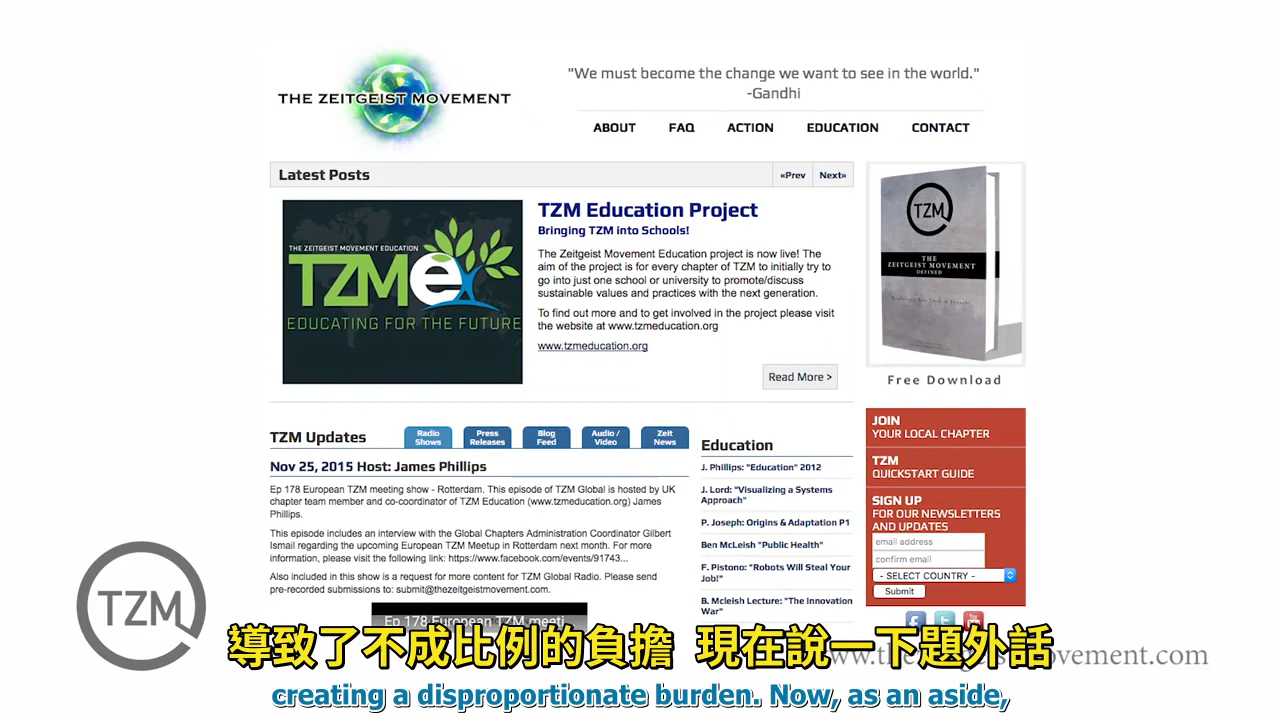 THE ZEITGEIST MOVEMENT
"We must become the change we want to see in the world."
-Gandhi
ABOUT FAQ ACTION EDUCATION CONTACT
Latest Posts
«Prev Next»
THE ZEITGEIST MOVEMENT EDUCATION
TZMe
EDUCATING FOR THE FUTURE
TZM Education Project
Bringing TZM into Schools!
The Zeitgeist Movement Education project is now live! The
aim of the project is for every chapter of TZM to initially try to
go into just one school or university to promote/discuss
sustainable values and practices with the next generation.
To find out more and to get involved in the project please visit
the website at www.tzmeducation.org
www.tzmeducation.org
Read More >
TZM
THE
ZEITGEIST MOVEMENT
DEFINED
Free Download
TZM Updates
Radio
Shows
Press
Releases
Blog
Feed
Audio /
Video
Zeit
News
Nov 25, 2015 Host: James Phillips
Ep 178 European TZM meeting show - Rotterdam. This episode of TZM Global is hosted by UK
chapter team member and co-coordinator of TZM Education (www.tzmeducation.org) James
Phillips.
This episode includes an interview with the Global Chapters Administration Coordinator Gilbert
Ismail regarding the upcoming European TZM Meetup in Rotterdam next month. For more
information, please visit the following link: https://www.facebook.com/events/91743...
Also included in this show is a request for more content for TZM Global Radio. Please send
pre-recorded submissions to: submit@thezeitgeistmovement.com.
Ep 178 European TZM meeti
Education
J. Phillips: "Education" 2012
J. Lord: "Visualizing a Systems
Approach"
P. Joseph: Origins & Adaptation P1
Ben McLeish "Public Health"
F. Pistono: "Robots Will Steal Your
Job!"
B. Mcleish Lecture: "The Innovation
War"
JOIN
YOUR LOCAL CHAPTER
TZM
QUICKSTART GUIDE
SIGN UP
FOR OUR NEWSLETTERS
AND UPDATES
email address
confirm email
- SELECT COUNTRY -
Submit
TZM
導致了不成比例的負擔 現在說一下題外話
creating a disproportionate burden. Now, as an aside,